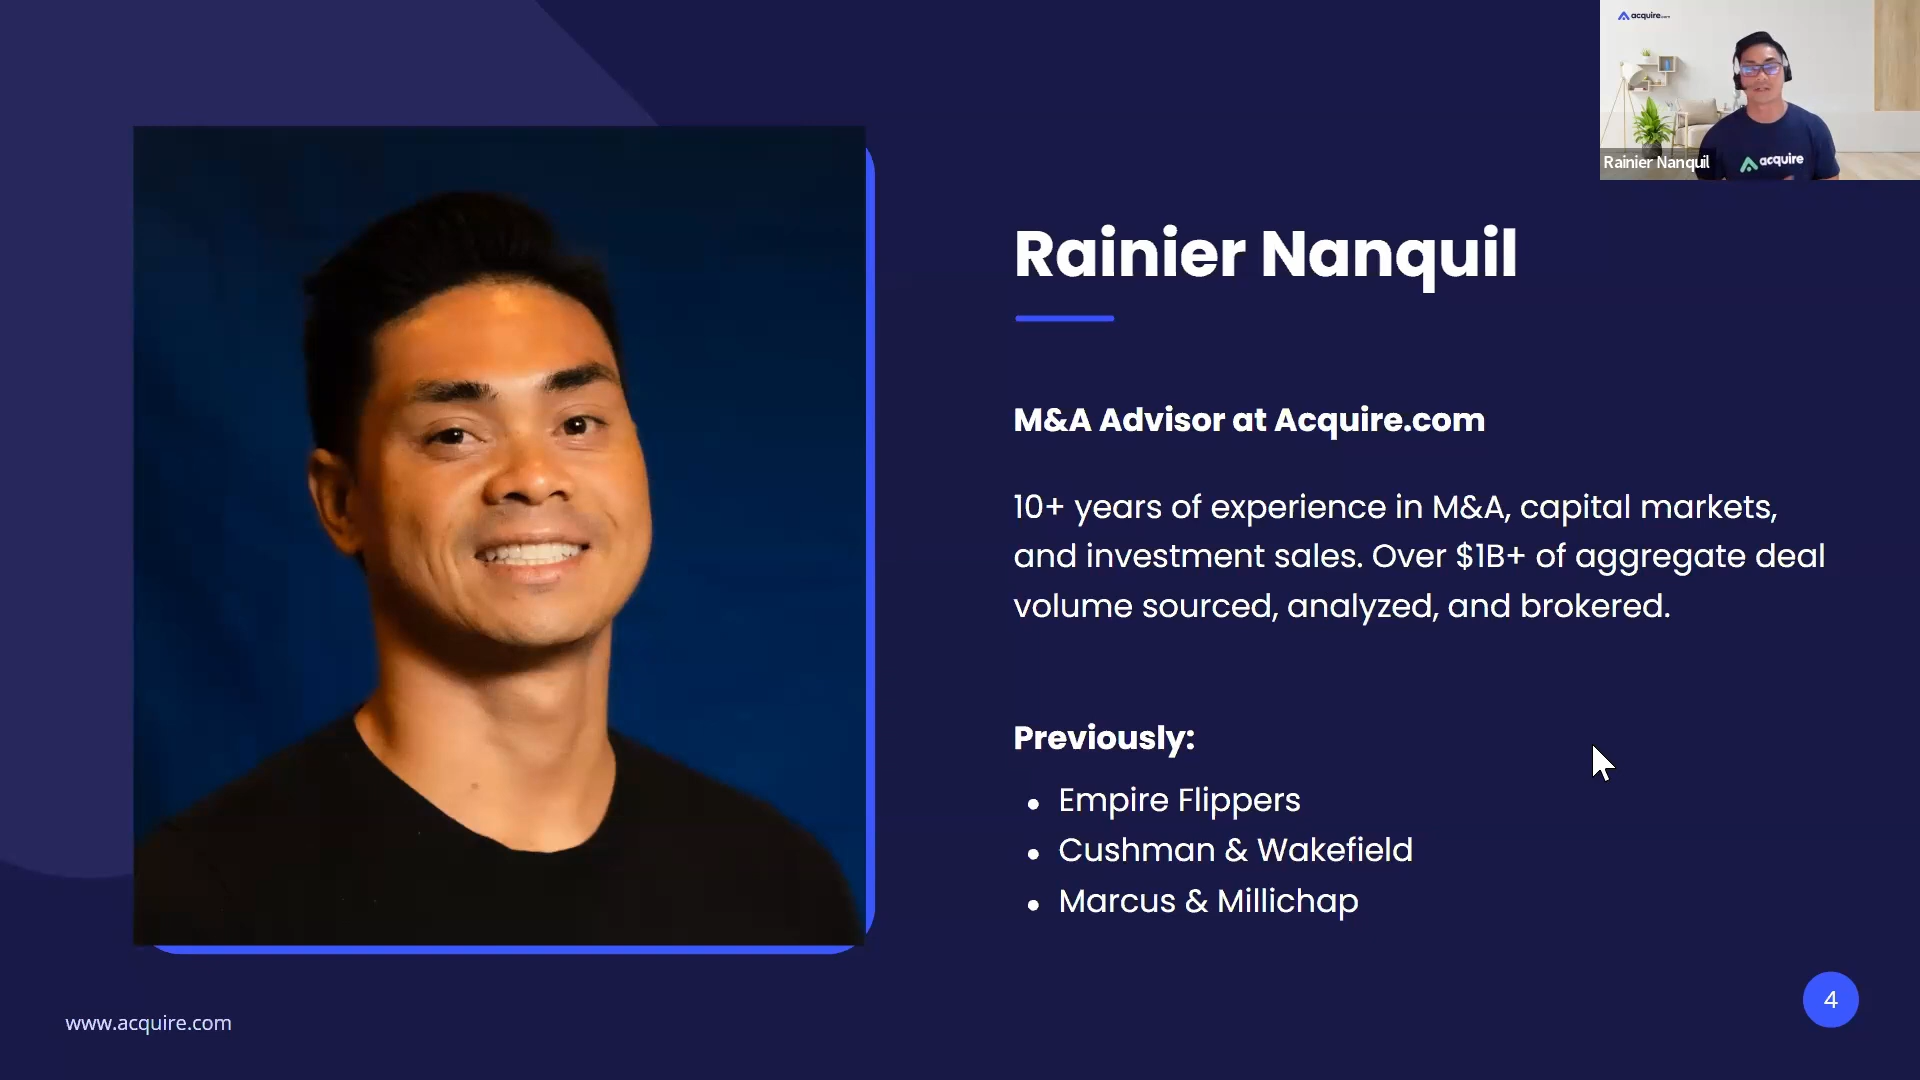 acquire.com
acquire
Rainier Nanquil
Rainier Nanquil
M&A Advisor at Acquire.com
10+ years of experience in M&A, capital markets,
and investment sales. Over $1B+ of aggregate deal
volume sourced, analyzed, and brokered.
Previously:
• Empire Flippers
• Cushman & Wakefield
• Marcus & Millichap
www.acquire.com
4